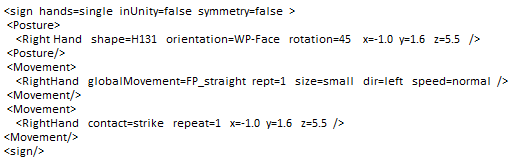 <sign hands=single inUnity=false symmetry=false >
<Posture>
<Right Hand shape=H131 orientation=WP-Face rotation=45 x=-1.0 y=1.6 z=5.5 />
<Posture/>
<Movement>
<RightHand globalMovement=FP_straight rept=1 size=small dir=left speed=normal />
<Movement/>
<Movement>
<RightHand contact=strike repeat=1 x=-1.0 y=1.6 z=5.5 />
<Movement/>
<sign/>